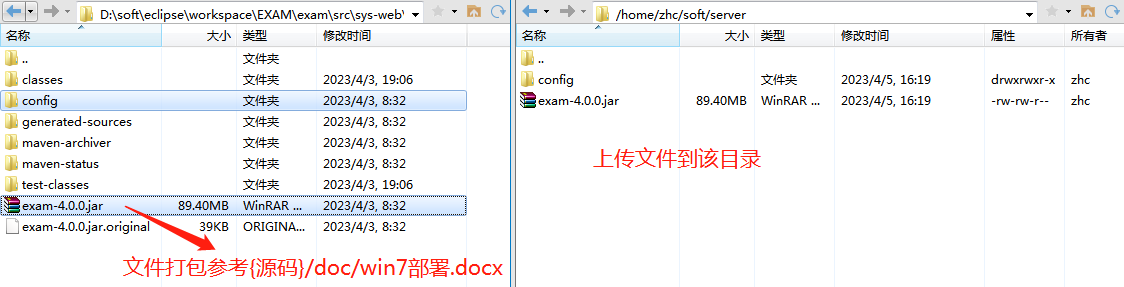 D:\soft\eclipse\workspace\EXAM\exam\src\sys-web\
名称 大小 类型 修改时间
.. 文件夹
classes 文件夹 2023/4/3, 19:06
config 文件夹 2023/4/3, 8:32
generated-sources 文件夹 2023/4/3, 8:32
maven-archiver 文件夹 2023/4/3, 8:32
maven-status 文件夹 2023/4/3, 8:32
test-classes 文件夹 2023/4/3, 19:06
exam-4.0.0.jar 89.40MB WinRAR ... 2023/4/3, 8:32
exam-4.0.0.jar.original 39KB ORIGINA... 2023/4/3, 8:32
文件打包参考{源码}/doc/win7部署.docx
/home/zhc/soft/server
名称 大小 类型 修改时间 属性 所有者
..
config 文件夹 2023/4/5, 16:19 drwxrwxr-x zhc
exam-4.0.0.jar 89.40MB WinRAR ... 2023/4/5, 16:19 -rw-rw-r-- zhc
上传文件到该目录